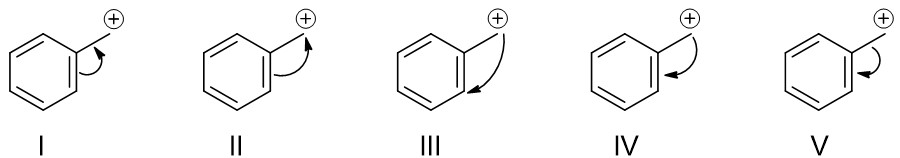 ⊕ ⊕ ⊕ ⊕ ⊕
I II III IV V